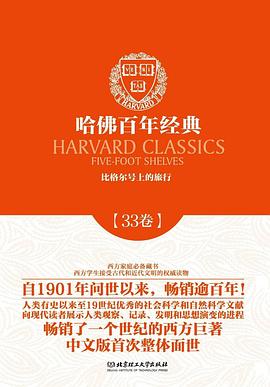 HARVARD
哈佛百年经典
HARVARD CLASSICS
FIVE-FOOT SHELVES
比格尔号上的旅行
【33卷】
西方家庭必备藏书
西方学生接受古代和近代文明的权威读物
自1901年问世以来，畅销逾百年！
人类有史以来至19世纪优秀的社会科学和自然科学文献
向现代读者展示人类观察、记录、发明和思想演变的进程
畅销了一个世纪的西方巨著
中文版首次整体面世
北京理工大学出版社
BEIJING INSTITUTE OF TECHNOLOGY PRESS